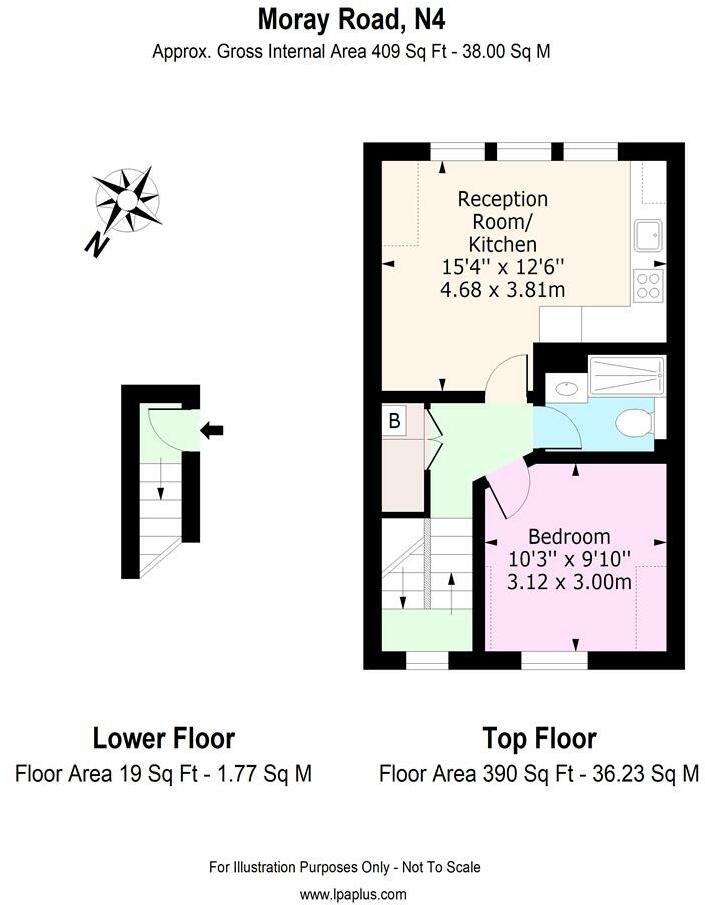 Moray Road, N4
Approx. Gross Internal Area 409 Sq Ft - 38.00 Sq M
N
Reception
Room/
Kitchen
15'4" x 12'6"
4.68 x 3.81m
B
Bedroom
10'3" x 9'10"
3.12 x 3.00m
Lower Floor
Floor Area 19 Sq Ft - 1.77 Sq M
Top Floor
Floor Area 390 Sq Ft - 36.23 Sq M
For Illustration Purposes Only - Not To Scale
www.lpaplus.com